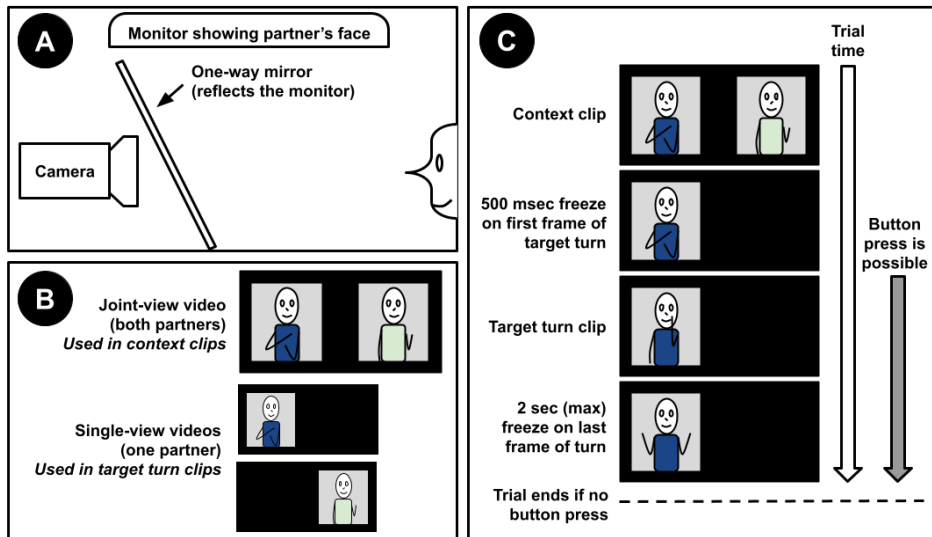 A
Monitor showing partner's face
One-way mirror
(reflects the monitor)
Camera
B
Joint-view video
(both partners)
Used in context clips
Single-view videos
(one partner)
Used in target turn clips
C
Trial
time
Context clip
500 msec freeze
on first frame of
target turn
Button
press is
possible
Target turn clip
2 sec (max)
freeze on last
frame of turn
Trial ends if no
button press